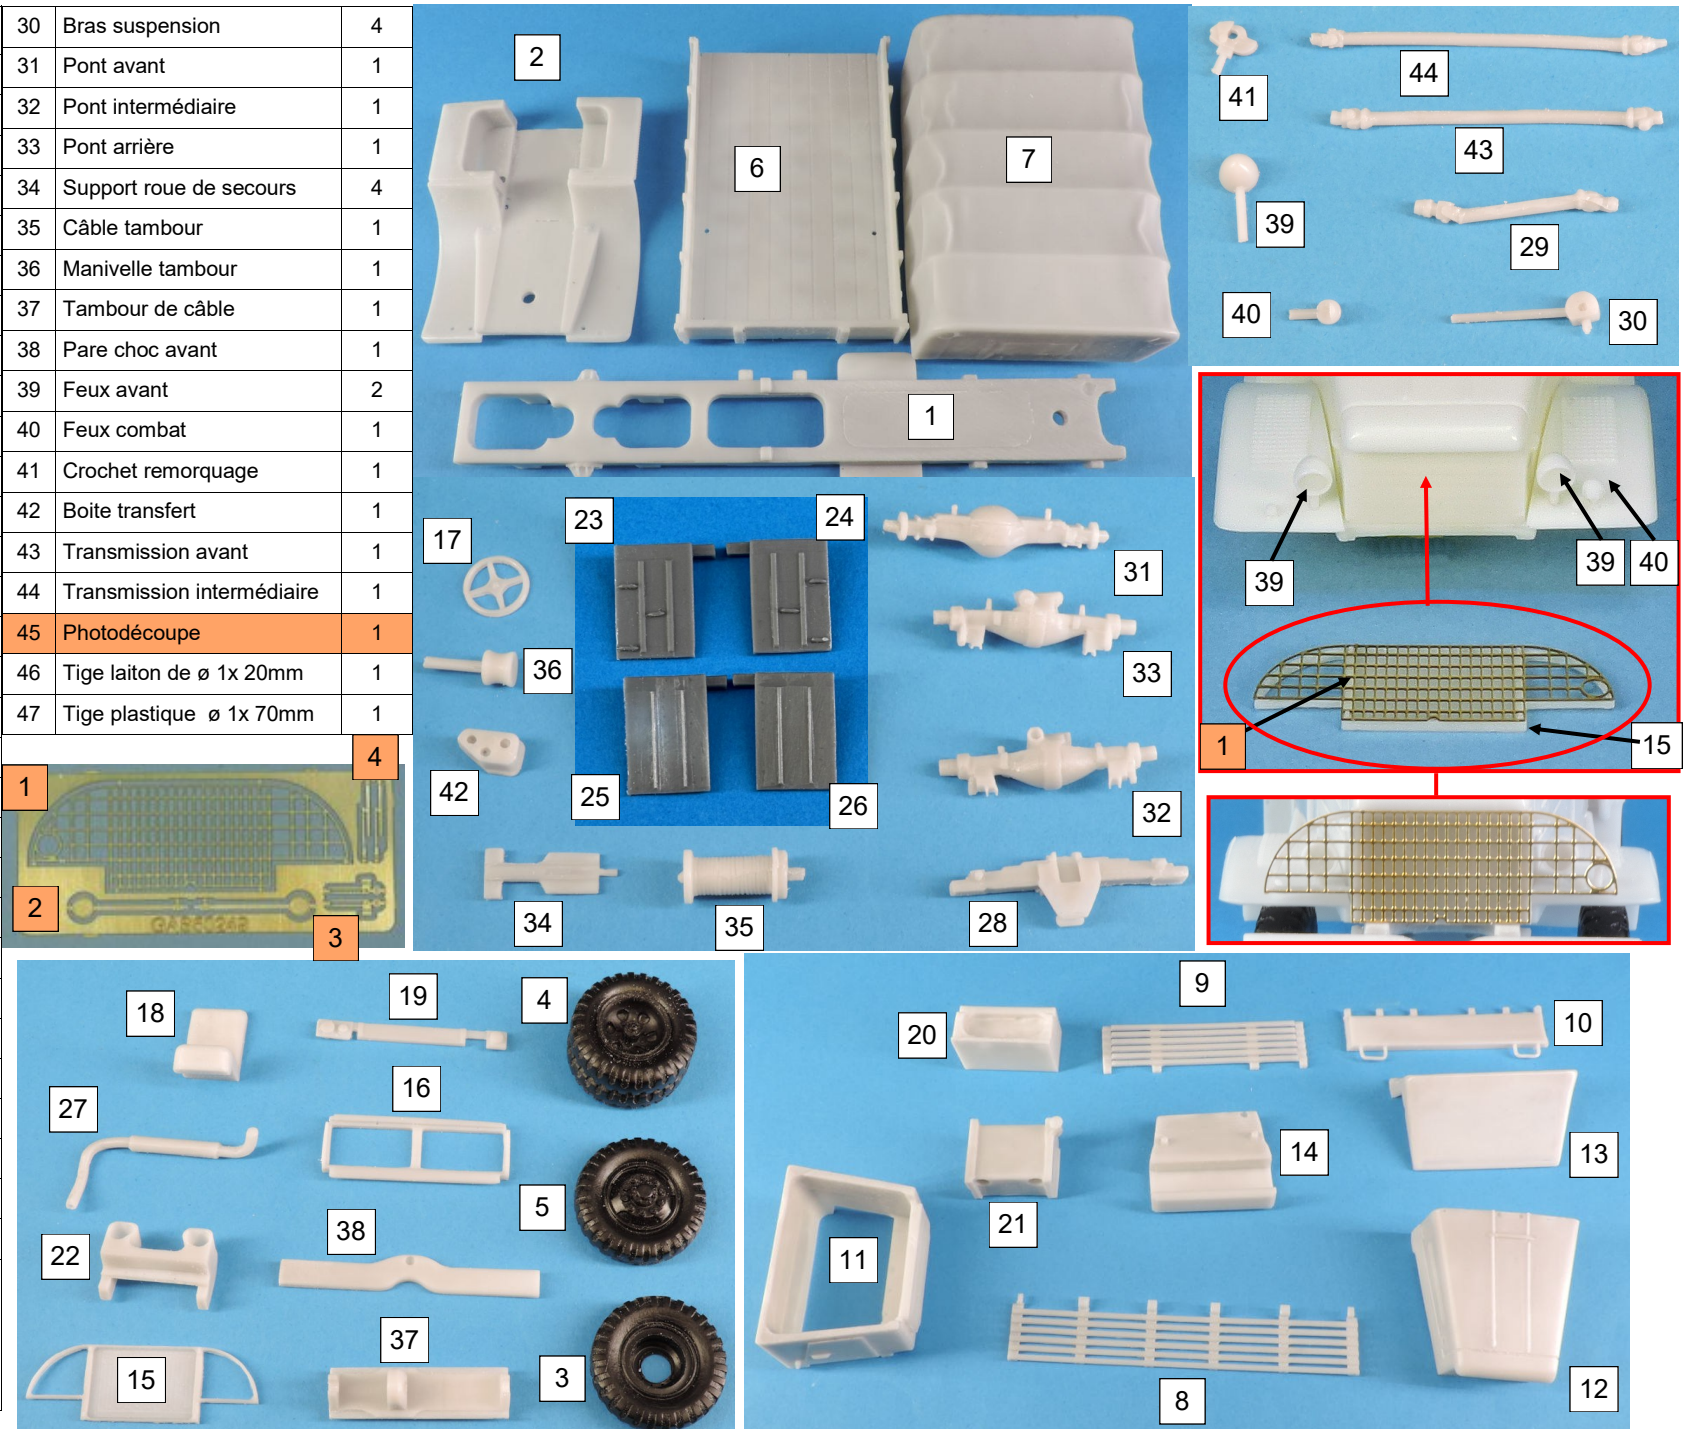 30 Bras suspension 4
31 Pont avant 1
32 Pont intermédiaire 1
33 Pont arrière 1
34 Support roue de secours 4
35 Câble tambour 1
36 Manivelle tambour 1
37 Tambour de câble 1
38 Pare choc avant 1
39 Feux avant 2
40 Feux combat 1
41 Crochet remorquage 1
42 Boite transfert 1
43 Transmission avant 1
44 Transmission intermédiaire 1
45 Photodécoupe 1
46 Tige laiton de ø 1x 20mm 1
47 Tige plastique ø 1x 70mm 1
4
1
2
3
2
6
7
1
41
44
43
39
29
40
30
39
39
40
1
15
17
23
24
31
36
33
42
25
26
32
34
35
28
18
19
4
27
16
5
22
38
15
37
3
20
9
10
21
14
13
11
8
12